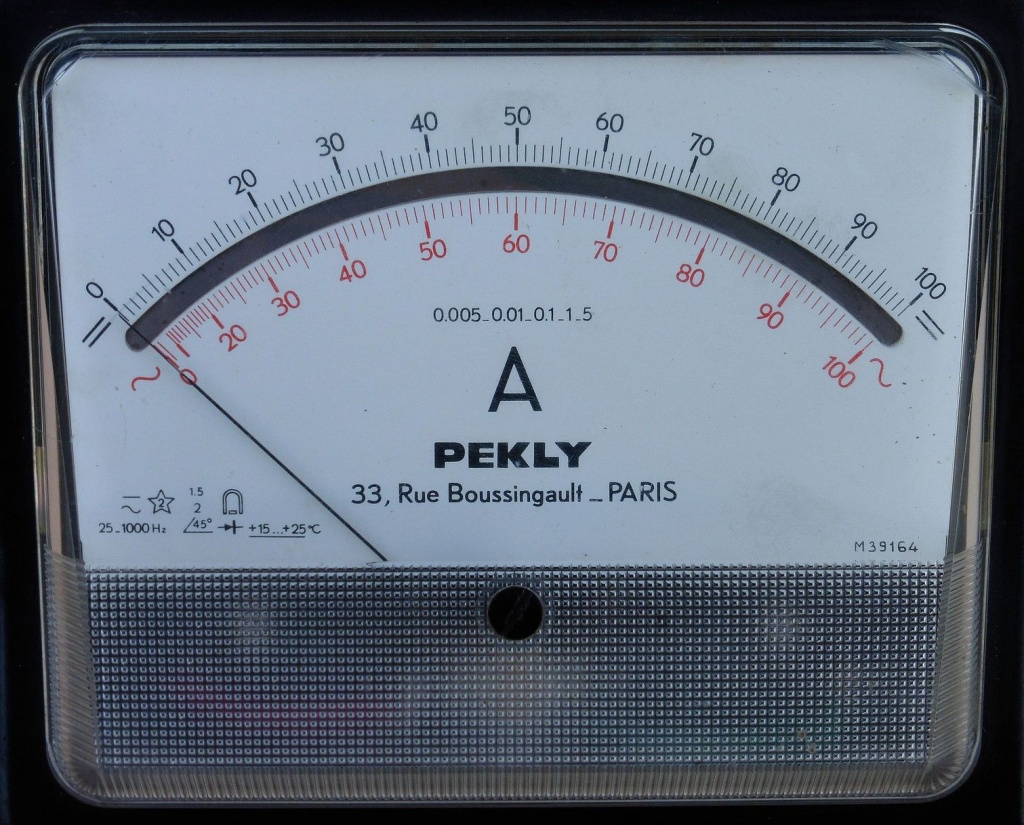 0 10 20 30 40 50 60 70 80 90 100
0 20 30 40 50 60 70 80 90 100
0.005_0.01_0.1_1_5
A
PEKLY
33, Rue Boussingault _ PARIS
2 1.5
2
25_1000 Hz 45° +15...+25°C
M39164